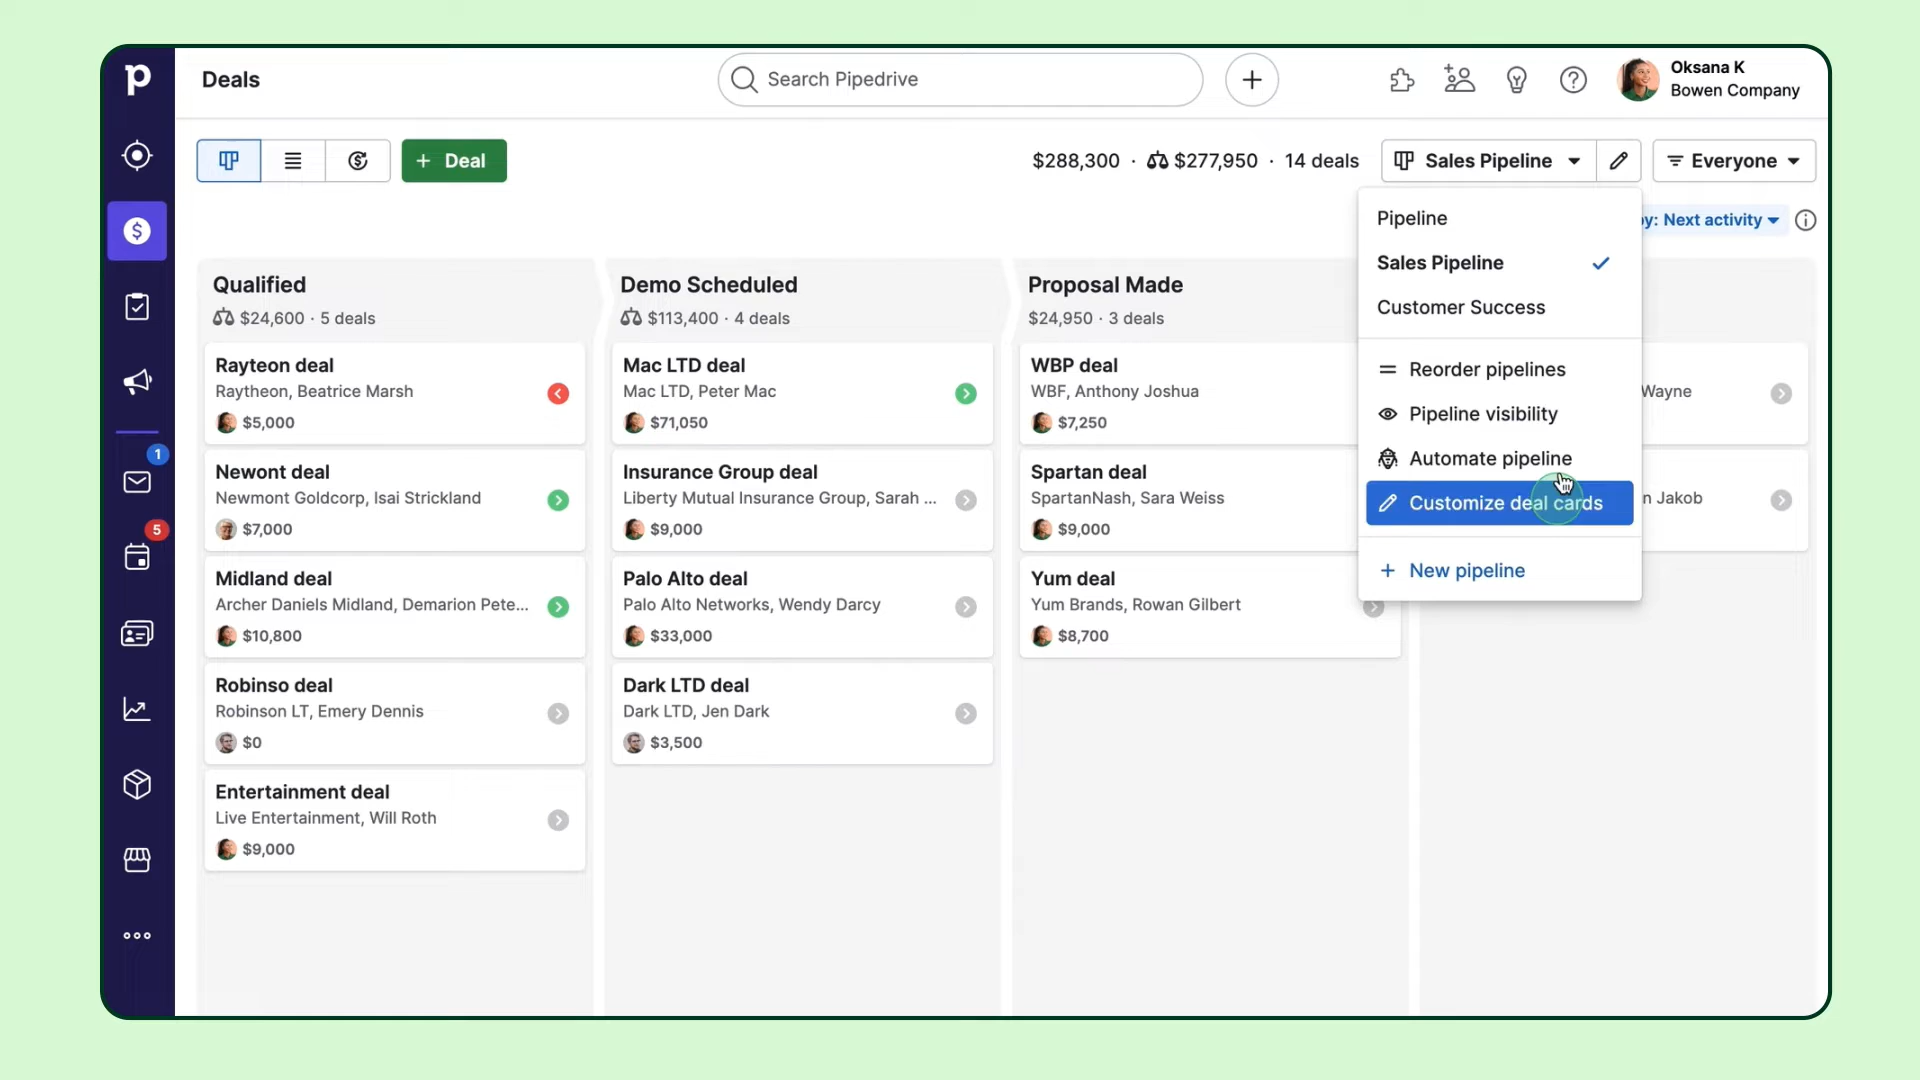 p
Deals
Search Pipedrive
Oksana K
Bowen Company
+ Deal
$288,300 · $277,950 · 14 deals
Sales Pipeline
Everyone
Pipeline
by: Next activity
Sales Pipeline
Customer Success
Reorder pipelines
Pipeline visibility
Automate pipeline
Customize deal cards
+ New pipeline
Qualified
$24,600 · 5 deals
Rayteon deal
Raytheon, Beatrice Marsh
$5,000
Newont deal
Newmont Goldcorp, Isai Strickland
$7,000
Midland deal
Archer Daniels Midland, Demarion Pete...
$10,800
Robinso deal
Robinson LT, Emery Dennis
$0
Entertainment deal
Live Entertainment, Will Roth
$9,000
Demo Scheduled
$113,400 · 4 deals
Mac LTD deal
Mac LTD, Peter Mac
$71,050
Insurance Group deal
Liberty Mutual Insurance Group, Sarah ...
$9,000
Palo Alto deal
Palo Alto Networks, Wendy Darcy
$33,000
Dark LTD deal
Dark LTD, Jen Dark
$3,500
Proposal Made
$24,950 · 3 deals
WBP deal
WBF, Anthony Joshua
$7,250
Spartan deal
SpartanNash, Sara Weiss
$9,000
Yum deal
Yum Brands, Rowan Gilbert
$8,700
Wayne
n Jakob
1
5